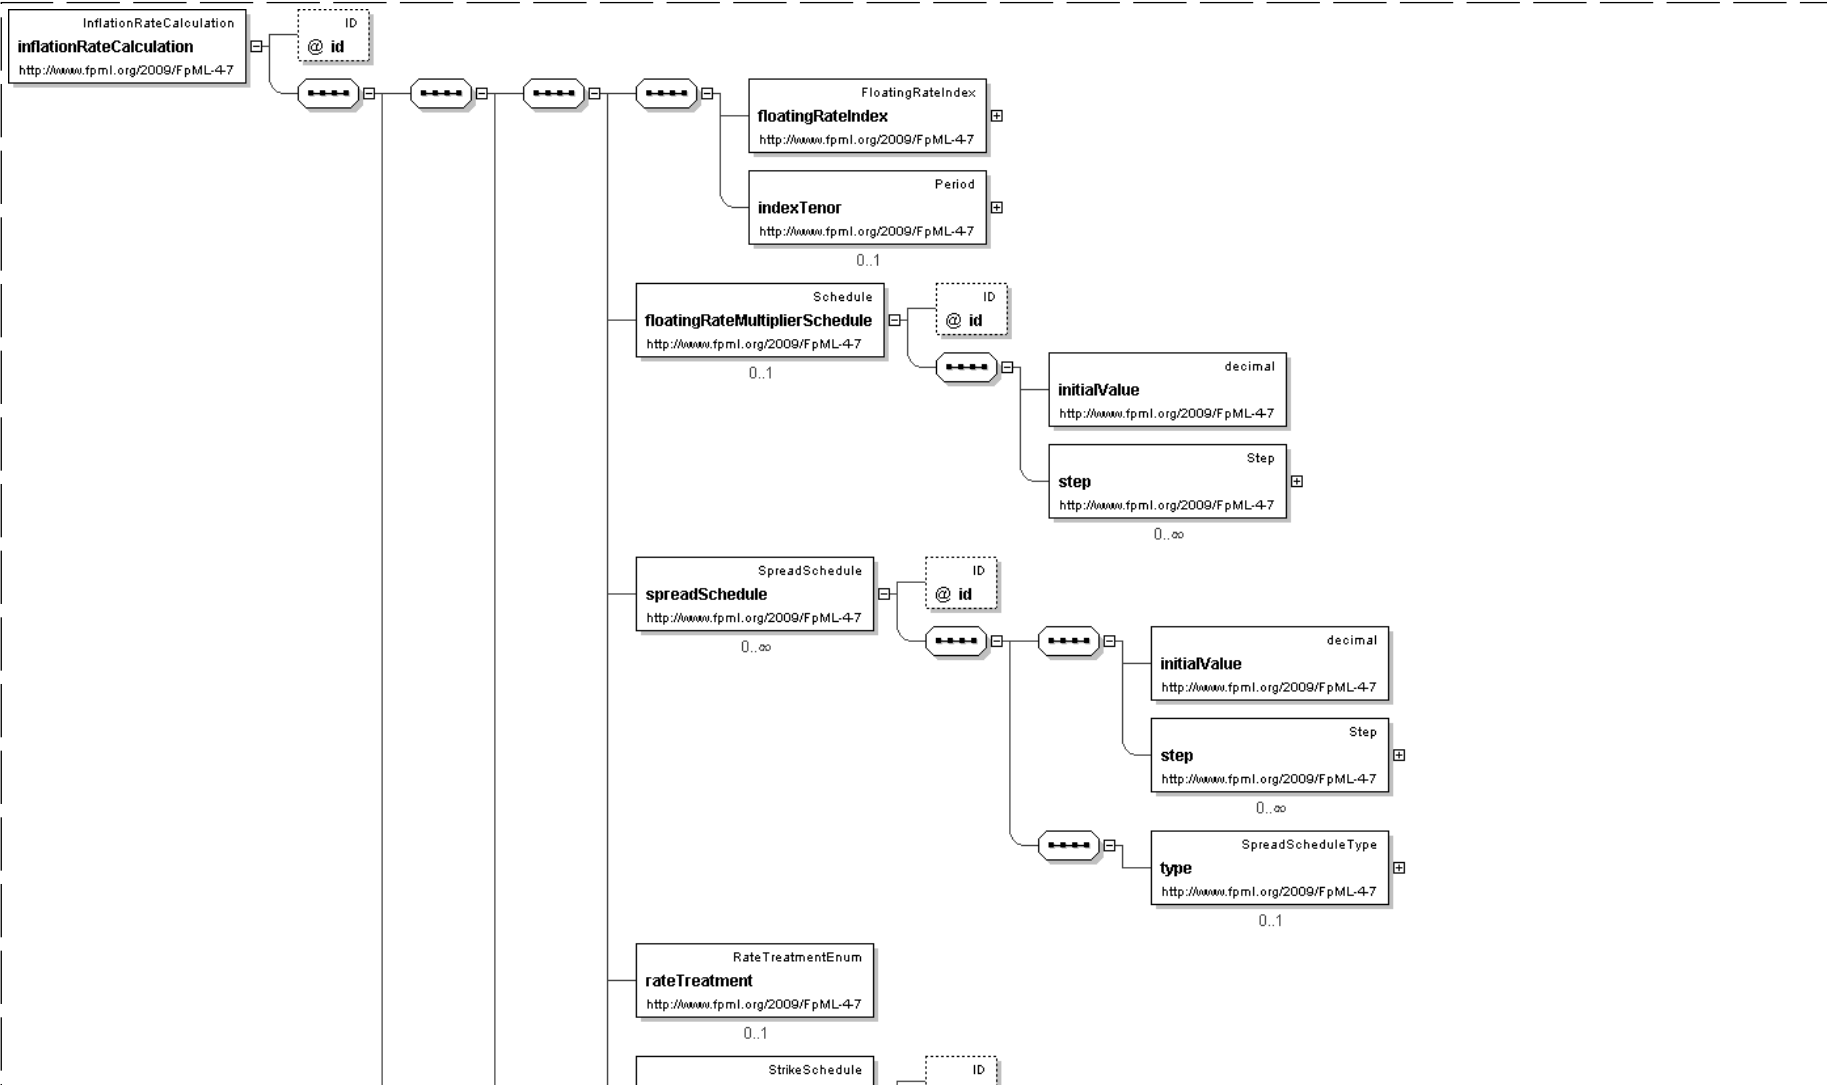 InflationRateCalculation
inflationRateCalculation
http://www.fpml.org/2009/FpML-4-7
ID
@ id
FloatingRateIndex
floatingRateIndex
http://www.fpml.org/2009/FpML-4-7
Period
indexTenor
http://www.fpml.org/2009/FpML-4-7
0..1
Schedule
floatingRateMultiplierSchedule
http://www.fpml.org/2009/FpML-4-7
0..1
ID
@ id
decimal
initialValue
http://www.fpml.org/2009/FpML-4-7
Step
step
http://www.fpml.org/2009/FpML-4-7
0..∞
SpreadSchedule
spreadSchedule
http://www.fpml.org/2009/FpML-4-7
0..∞
ID
@ id
decimal
initialValue
http://www.fpml.org/2009/FpML-4-7
Step
step
http://www.fpml.org/2009/FpML-4-7
0..∞
SpreadScheduleType
type
http://www.fpml.org/2009/FpML-4-7
0..1
RateTreatmentEnum
rateTreatment
http://www.fpml.org/2009/FpML-4-7
0..1
StrikeSchedule
ID